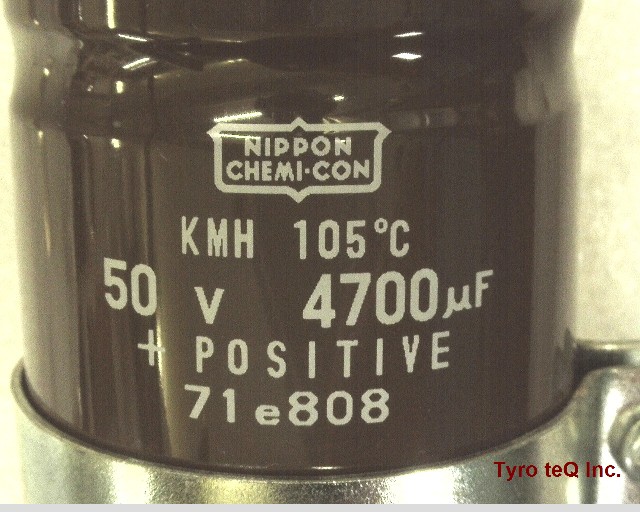 NIPPON
CHEMI-CON
KMH 105°C
50 V 4700µF
+ POSITIVE
71e808
Tyro teQ Inc.